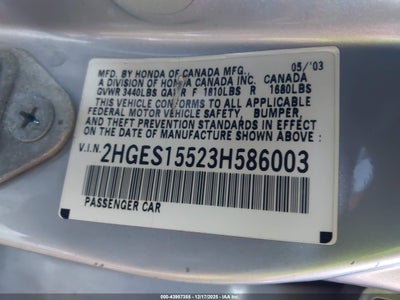 MFD. BY HONDA OF CANADA MFG., 05/'03
A DIVISION OF HONDA CANADA INC. CANADA
GVWR 3440LBS GAWR F 1810LBS R 1680LBS
THIS VEHICLE CONFORMS TO ALL APPLICABLE
FEDERAL MOTOR VEHICLE SAFETY, BUMPER,
AND THEFT PREVENTION STANDARDS IN EFFECT
ON THE DATE OF MANUFACTURE SHOWN ABOVE.
V.I.N. 2HGES15523H586003
PASSENGER CAR
000-43997355 - 12/17/2025 - IAA Inc.